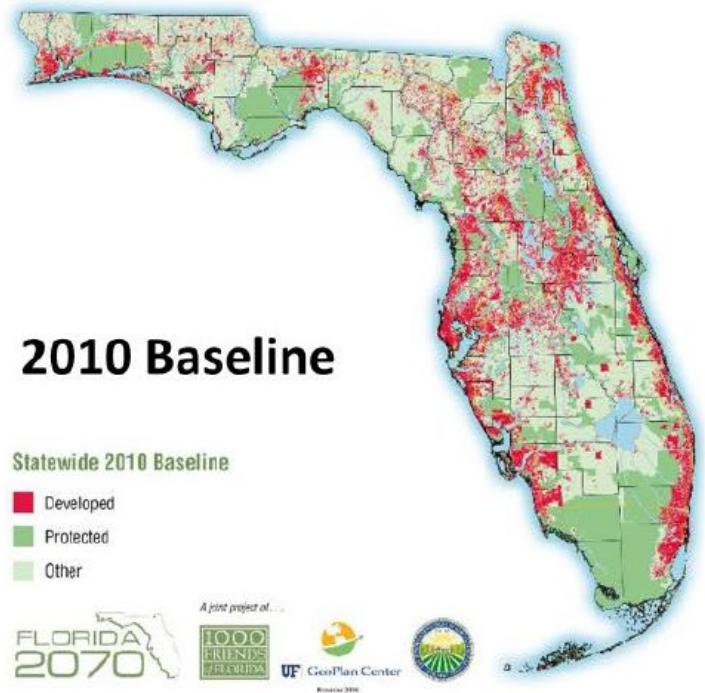 2010 Baseline
Statewide 2010 Baseline
Developed
Protected
Other
A joint project of . . .
FLORIDA
2070
1000
FRIENDS
of FLORIDA
UF GeoPlan Center